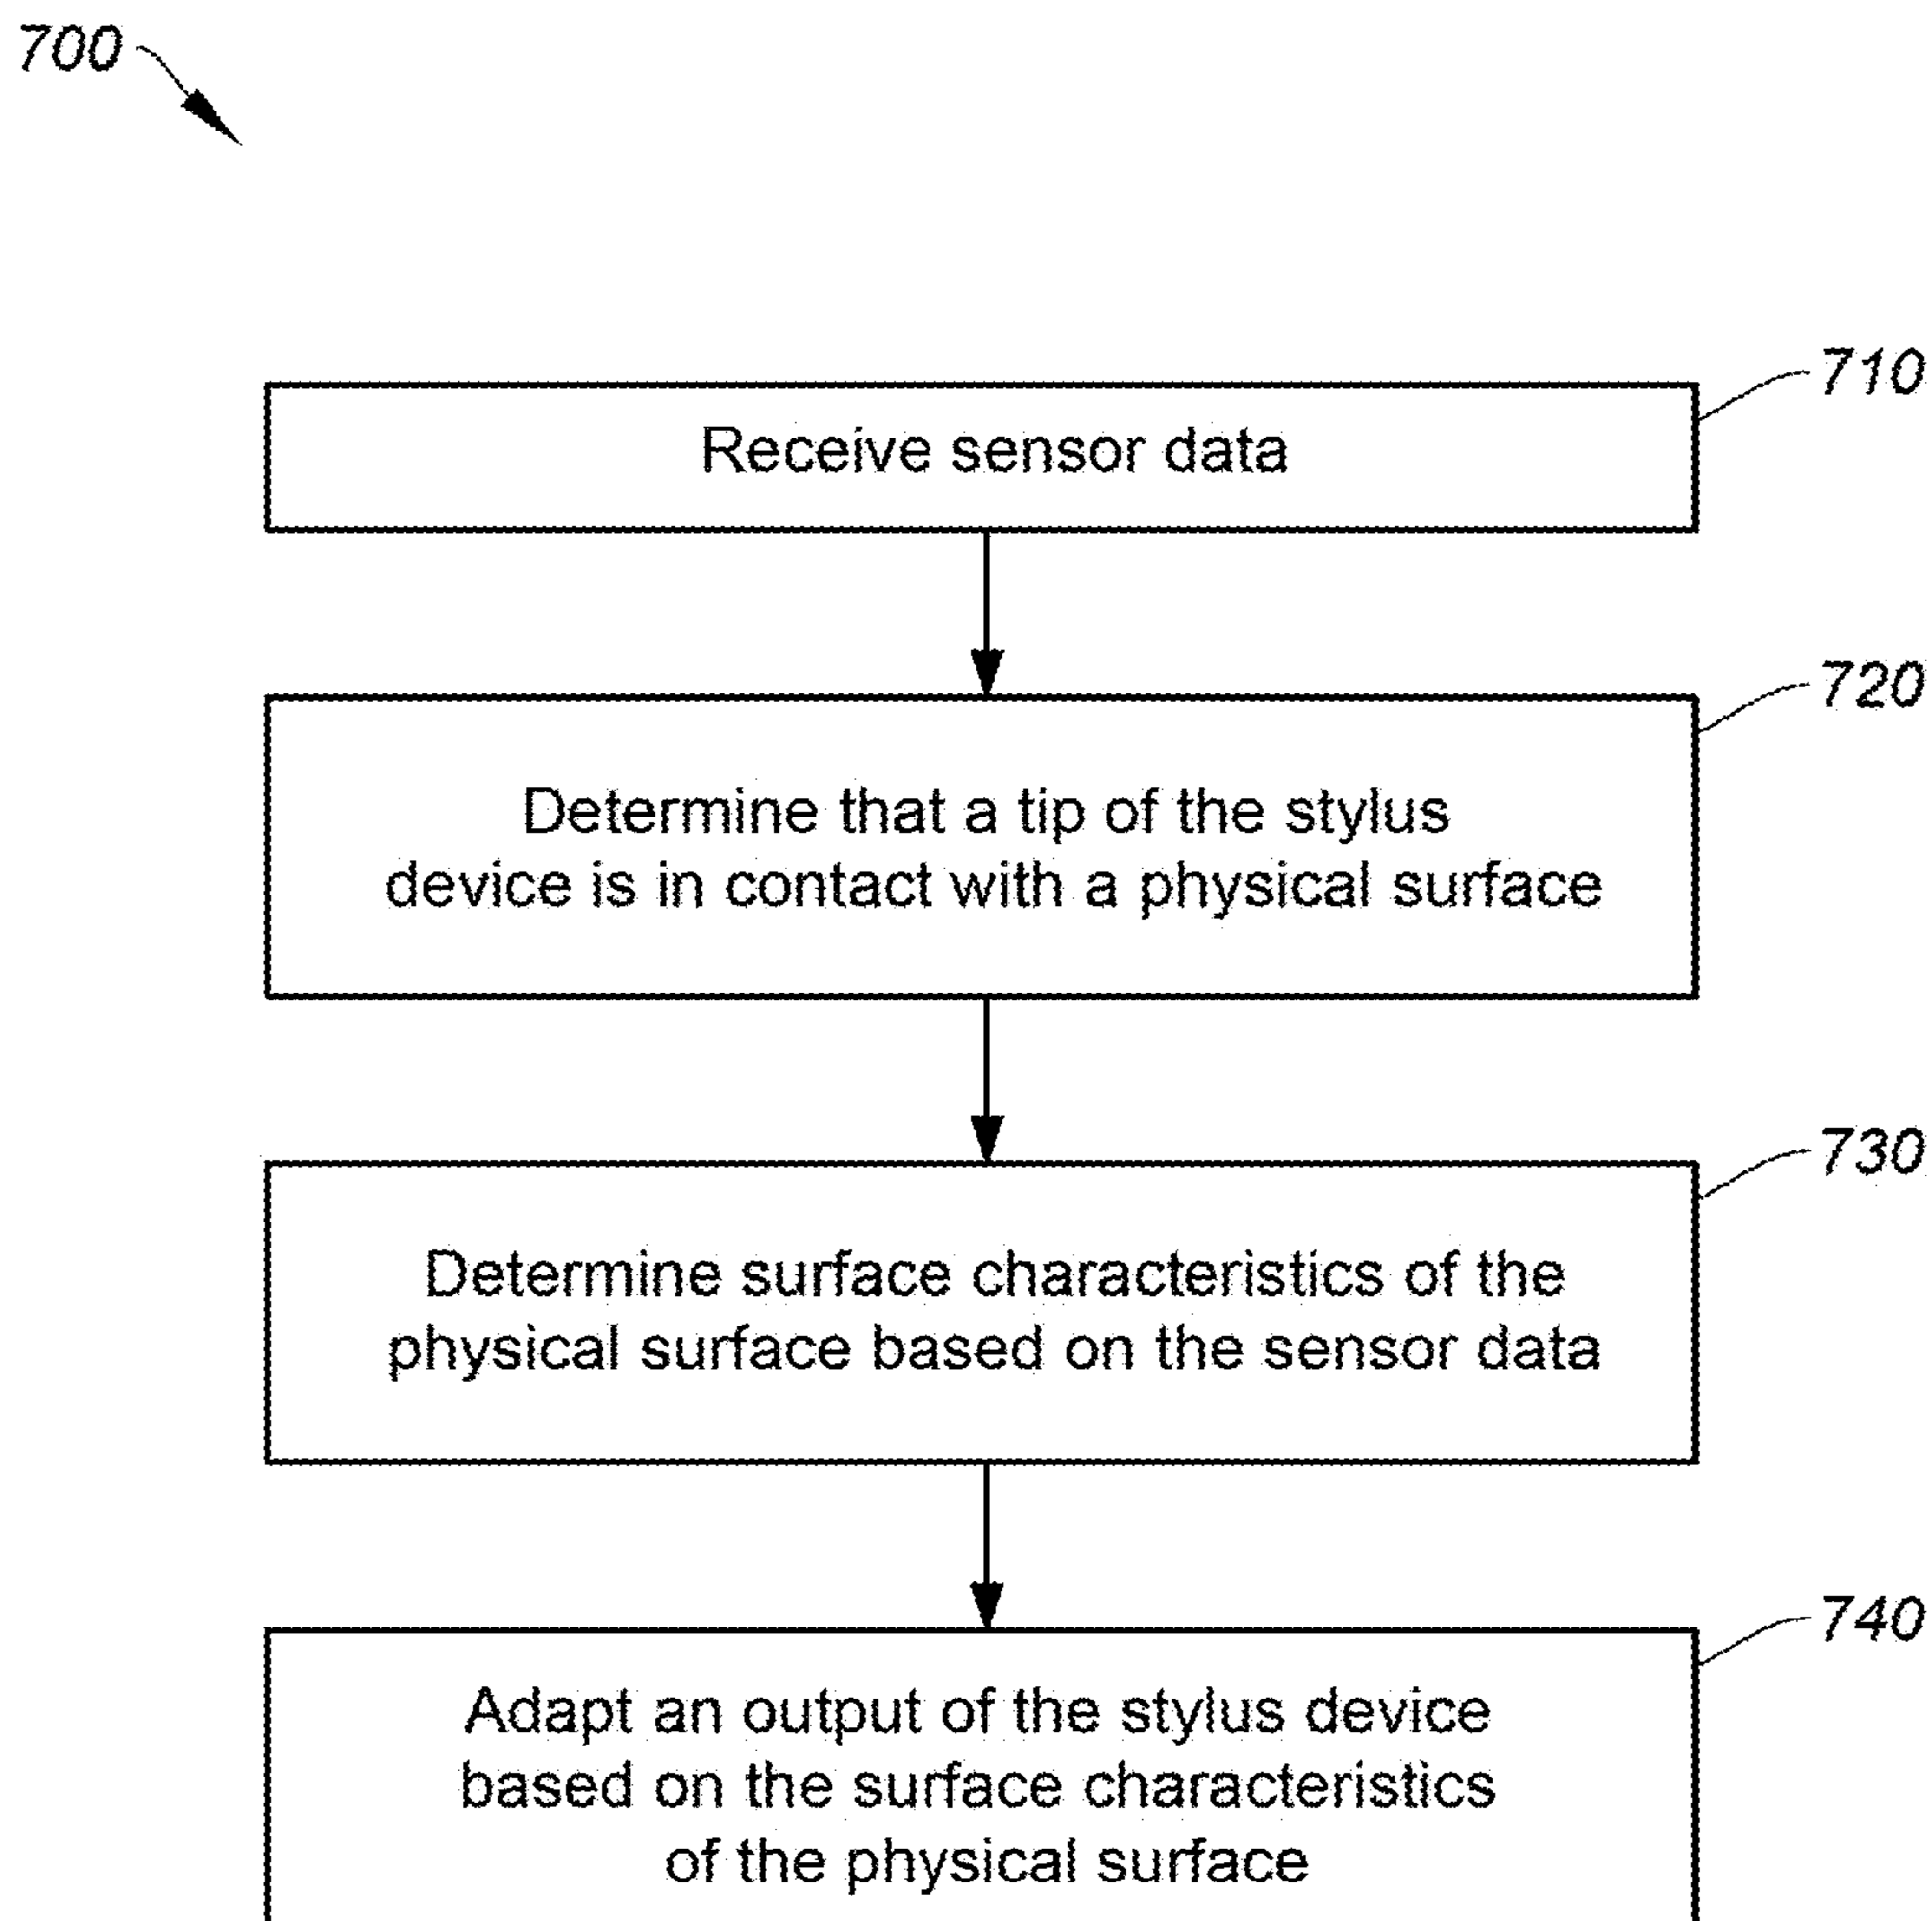 700
710
Receive sensor data
720
Determine that a tip of the stylus
device is in contact with a physical surface
730
Determine surface characteristics of the
physical surface based on the sensor data
740
Adapt an output of the stylus device
based on the surface characteristics
of the physical surface